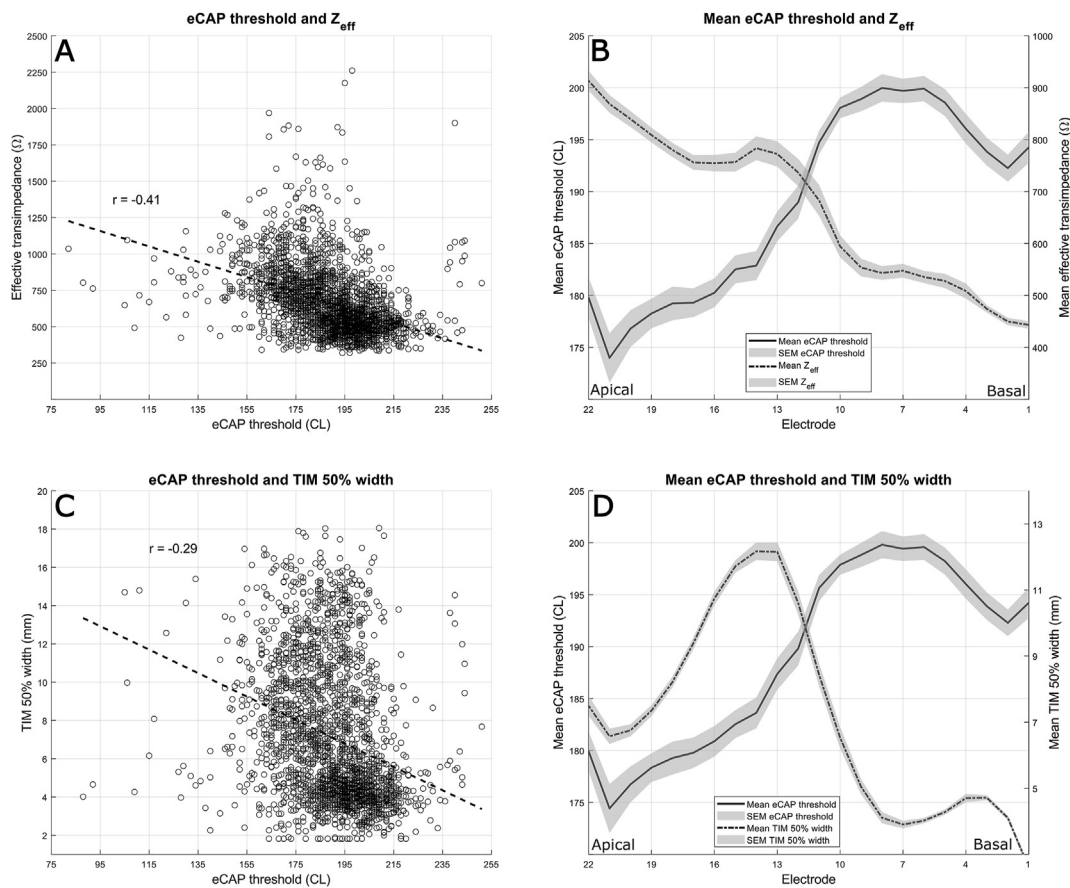 eCAP threshold and Zeff
A
r = -0.41
2500
2250
2000
1750
1500
1250
1000
750
500
250
Effective transimpedance (Ω)
75 95 115 135 155 175 195 215 235 255
eCAP threshold (CL)
Mean eCAP threshold and Zeff
B
205
200
195
190
185
180
175
Mean eCAP threshold (CL)
1000
900
800
700
600
500
400
Mean effective transimpedance (Ω)
Mean eCAP threshold
SEM eCAP threshold
Mean Zeff
SEM Zeff
Apical Basal
22 19 16 13 10 7 4 1
Electrode
eCAP threshold and TIM 50% width
C
r = -0.29
20
18
16
14
12
10
8
6
4
2
TIM 50% width (mm)
75 95 115 135 155 175 195 215 235 255
eCAP threshold (CL)
Mean eCAP threshold and TIM 50% width
D
205
200
195
190
185
180
175
Mean eCAP threshold (CL)
13
11
9
7
5
Mean TIM 50% width (mm)
Mean eCAP threshold
SEM eCAP threshold
Mean TIM 50% width
SEM TIM 50% width
Apical Basal
22 19 16 13 10 7 4 1
Electrode